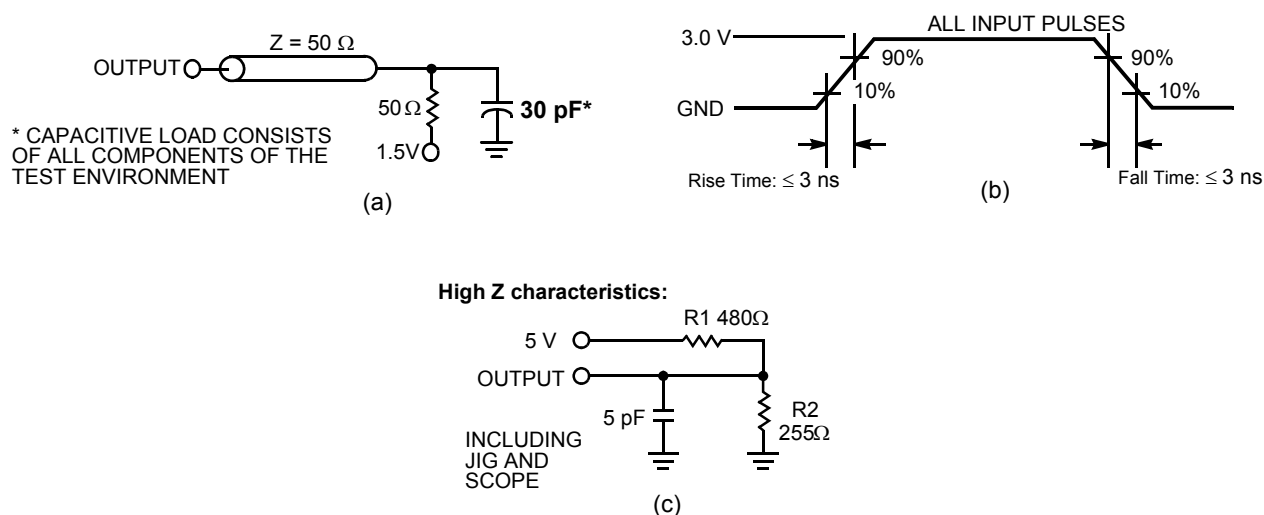 Z = 50 Ω
OUTPUT
50 Ω
30 pF*
1.5V
* CAPACITIVE LOAD CONSISTS
OF ALL COMPONENTS OF THE
TEST ENVIRONMENT
(a)
ALL INPUT PULSES
3.0 V
90%
90%
10%
10%
GND
Rise Time: ≤ 3 ns
Fall Time: ≤ 3 ns
(b)
High Z characteristics:
R1 480Ω
5 V
OUTPUT
5 pF
R2
255Ω
INCLUDING
JIG AND
SCOPE
(c)